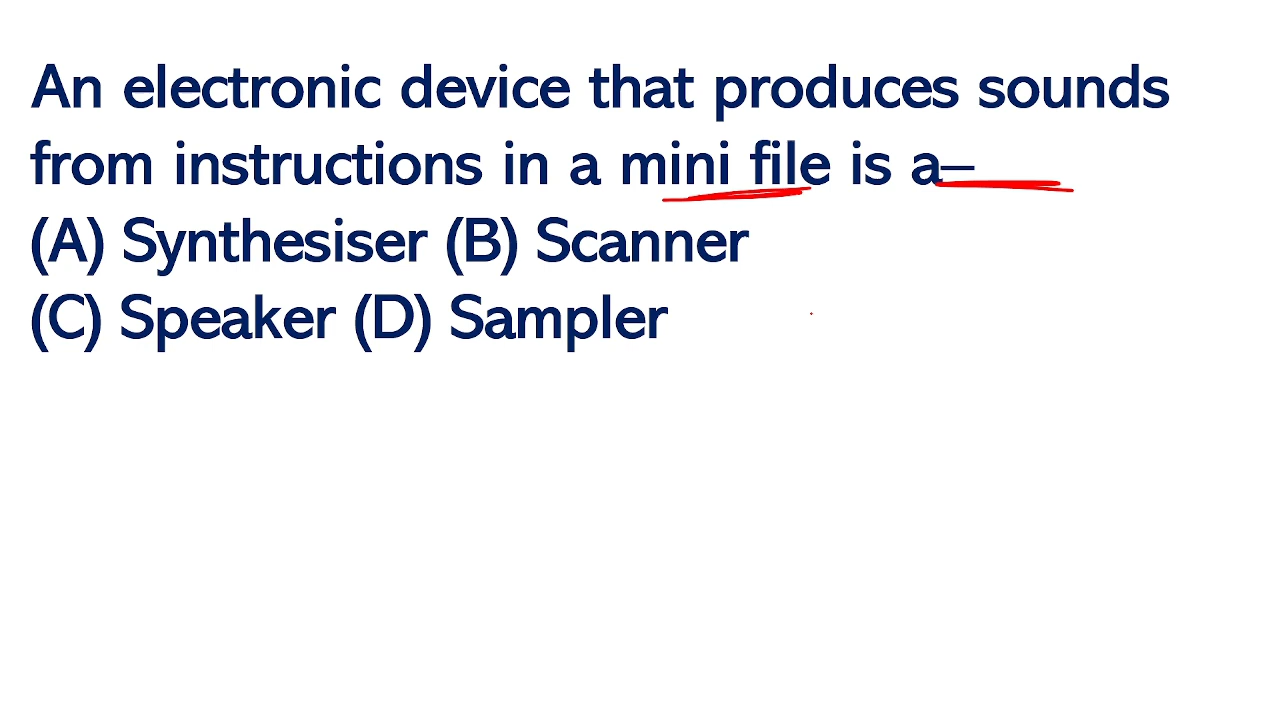 An electronic device that produces sounds
from instructions in a mini file is a–
(A) Synthesiser (B) Scanner
(C) Speaker (D) Sampler